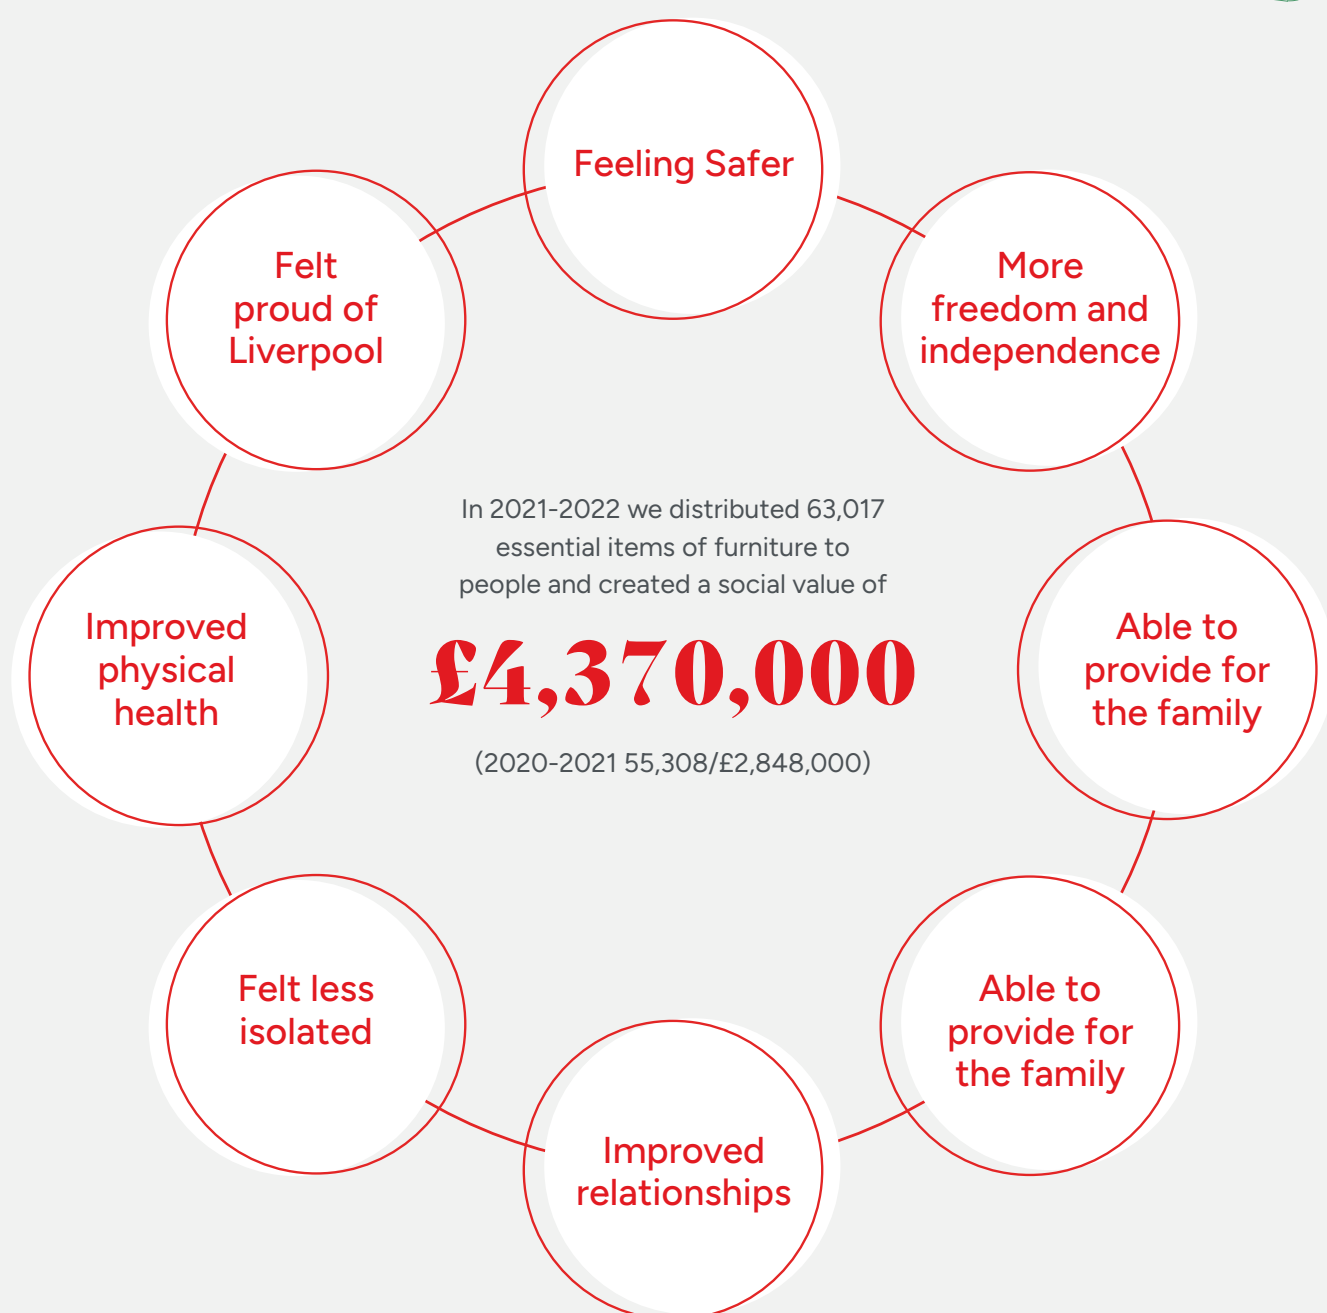 Feeling Safer
More
freedom and
independence
Able to
provide for
the family
Able to
provide for
the family
Improved
relationships
Felt less
isolated
Improved
physical
health
Felt
proud of
Liverpool
In 2021-2022 we distributed 63,017
essential items of furniture to
people and created a social value of
£4,370,000
(2020-2021 55,308/£2,848,000)